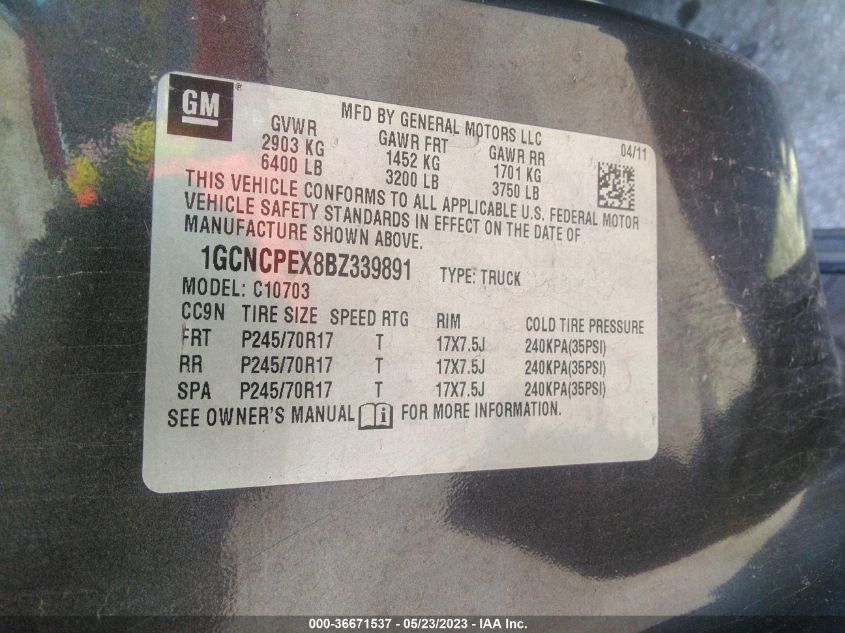 GM ®
MFD BY GENERAL MOTORS LLC
04/11
GVWR GAWR FRT GAWR RR
2903 KG 1452 KG 1701 KG
6400 LB 3200 LB 3750 LB
THIS VEHICLE CONFORMS TO ALL APPLICABLE U.S. FEDERAL MOTOR
VEHICLE SAFETY STANDARDS IN EFFECT ON THE DATE OF
MANUFACTURE SHOWN ABOVE.
1GCNCPEX8BZ339891 TYPE: TRUCK
MODEL: C10703
CC9N TIRE SIZE SPEED RTG RIM COLD TIRE PRESSURE
FRT P245/70R17 T 17X7.5J 240KPA(35PSI)
RR P245/70R17 T 17X7.5J 240KPA(35PSI)
SPA P245/70R17 T 17X7.5J 240KPA(35PSI)
SEE OWNER'S MANUAL i FOR MORE INFORMATION.
000-36671537 - 05/23/2023 - IAA Inc.